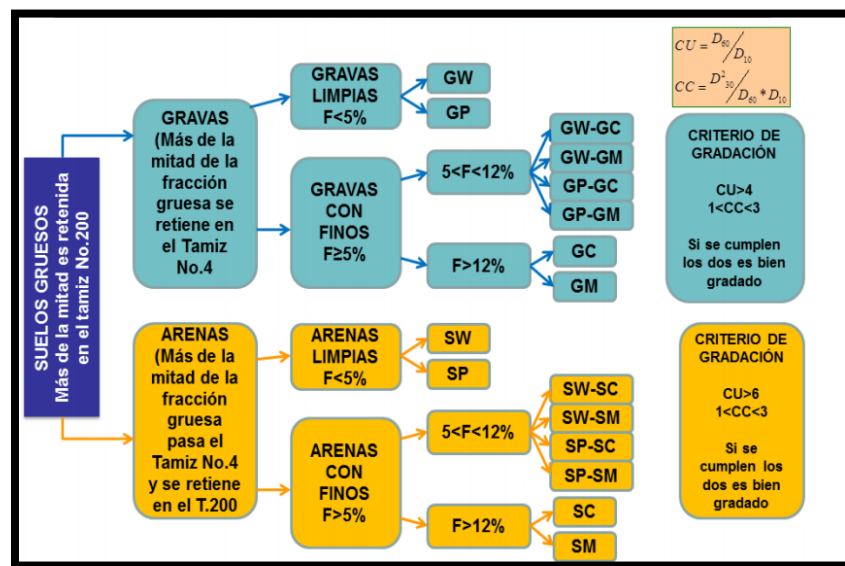 SUELOS GRUESOS
Más de la mitad es retenida
en el tamiz No.200
GRAVAS
(Más de la
mitad de la
fracción
gruesa se
retiene en
el Tamiz
No.4
GRAVAS
LIMPIAS
F<5%
GW
GP
GRAVAS
CON
FINOS
F≥5%
5<F<12%
GW-GC
GW-GM
GP-GC
GP-GM
F>12%
GC
GM
CU = D60/D10
CC = D²30/D60 * D10
CRITERIO DE
GRADACIÓN
CU>4
1<CC<3
Si se cumplen
los dos es bien
gradado
ARENAS
(Más de la
mitad de la
fracción
gruesa
pasa el
Tamiz No.4
y se retiene
en el T.200
ARENAS
LIMPIAS
F<5%
SW
SP
ARENAS
CON
FINOS
F>5%
5<F<12%
SW-SC
SW-SM
SP-SC
SP-SM
F>12%
SC
SM
CRITERIO DE
GRADACIÓN
CU>6
1<CC<3
Si se
cumplen los
dos es bien
gradado